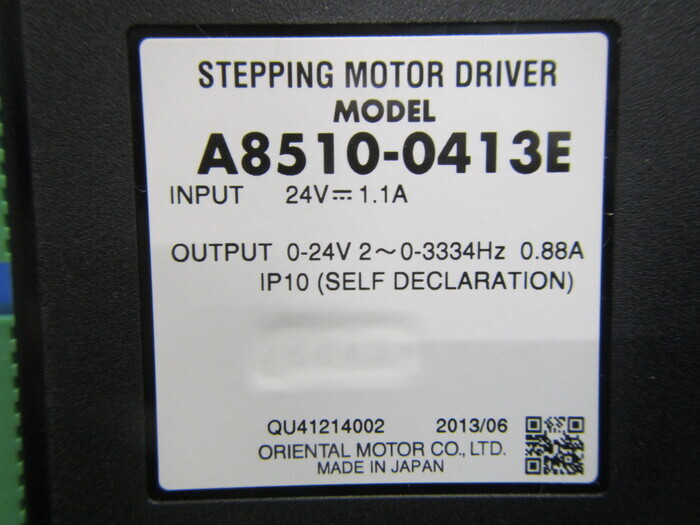 STEPPING MOTOR DRIVER
MODEL
A8510-0413E
INPUT 24V⎓1.1A
OUTPUT 0-24V 2～0-3334Hz 0.88A
IP10 (SELF DECLARATION)
QU41214002 2013/06
ORIENTAL MOTOR CO., LTD.
MADE IN JAPAN